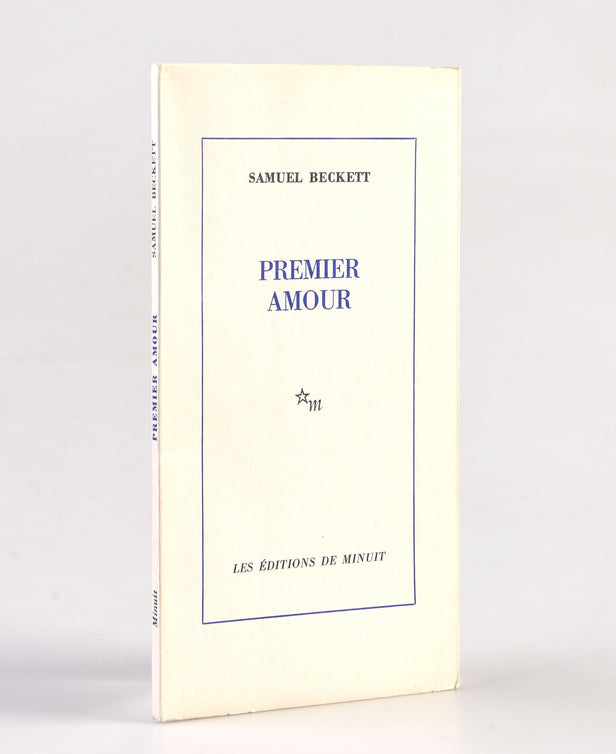 SAMUEL BECKETT
PREMIER
AMOUR
☆m
LES ÉDITIONS DE MINUIT
SAMUEL BECKETT
PREMIER AMOUR
Minuit